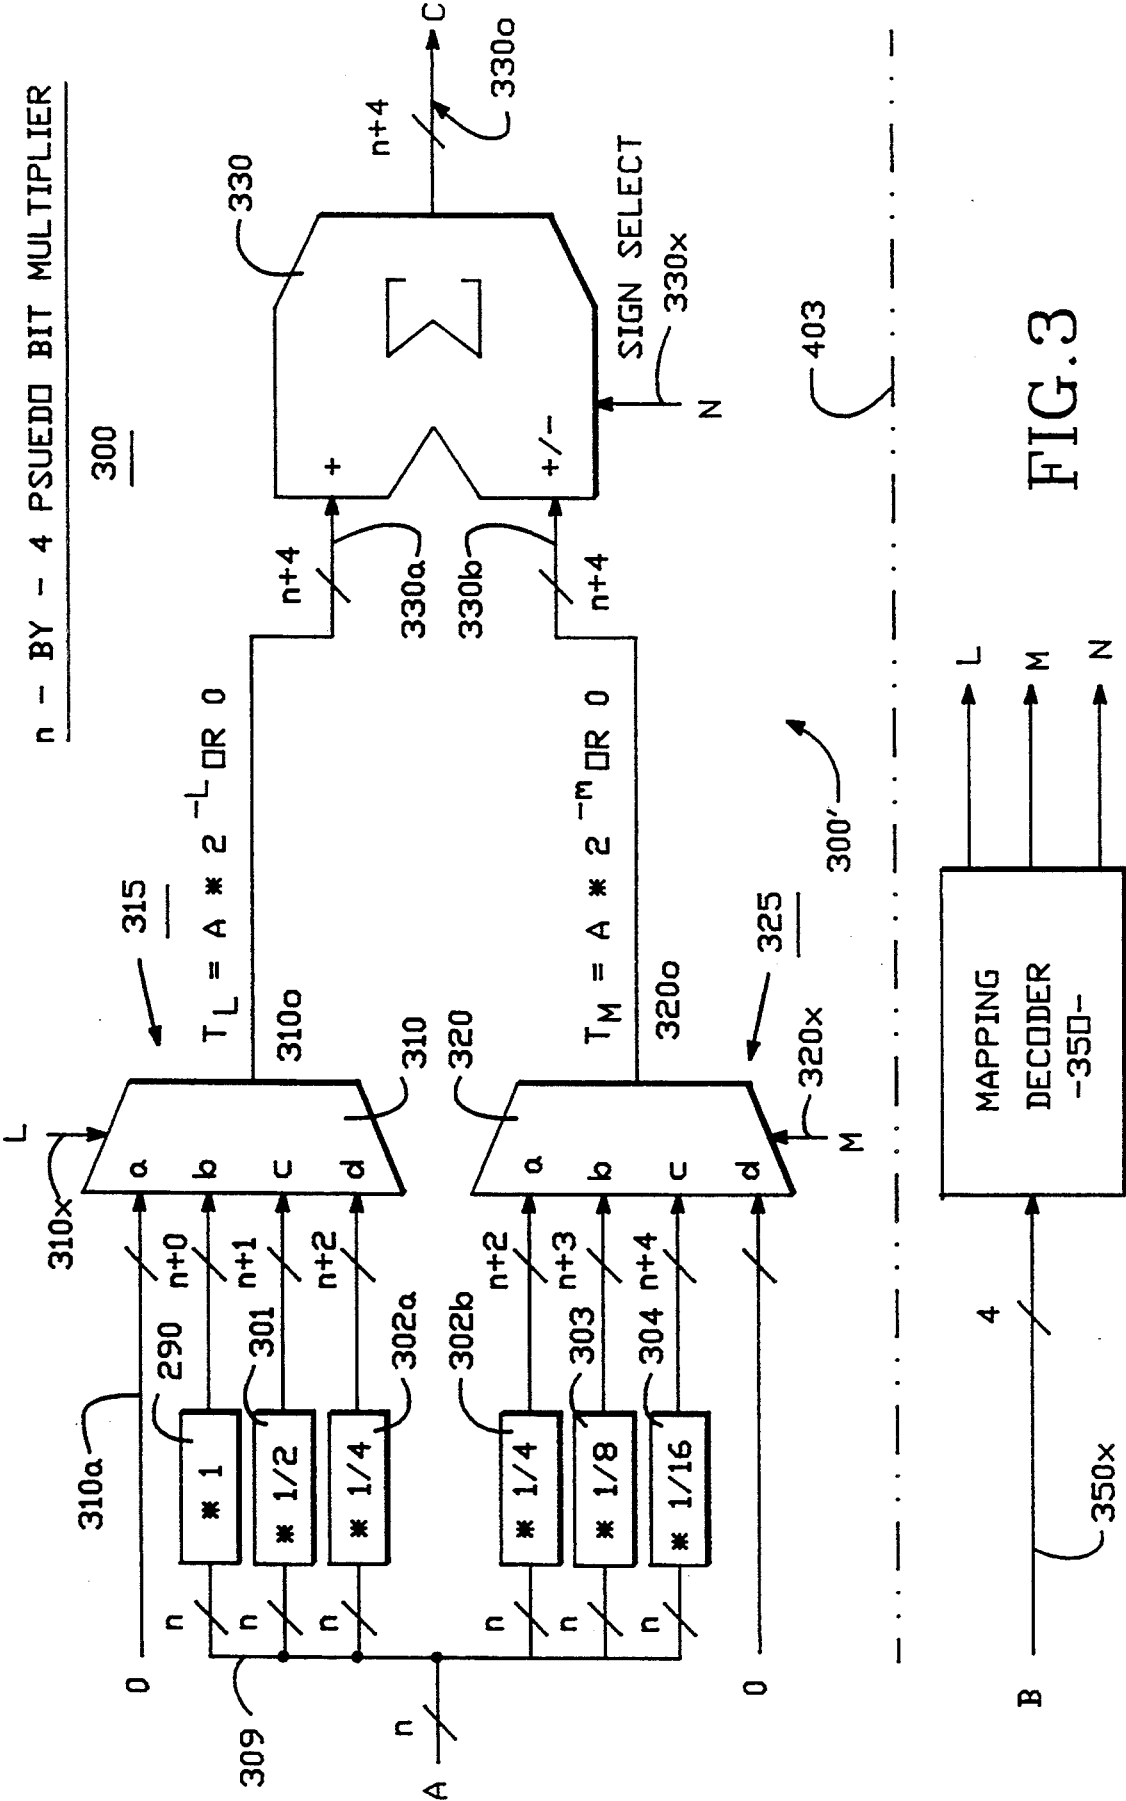 n - BY - 4 PSUEDO BIT MULTIPLIER
300
L
310x
310a
0
a
b
c
d
n+0
n+1
n+2
290
301
302a
* 1
* 1/2
* 1/4
n
n
n
309
n
A
315
T_L = A * 2^-L OR 0
310o
310
320
n+4
330a
330b
n+4
330
+
+/-
Σ
n+4
C
330o
SIGN SELECT
330x
N
302b
303
304
* 1/4
* 1/8
* 1/16
n
n
n
n+2
n+3
n+4
a
b
c
d
0
T_M = A * 2^-m OR 0
320o
325
320x
M
300'
403
B
350x
4
MAPPING
DECODER
-350-
L
M
N
FIG.3